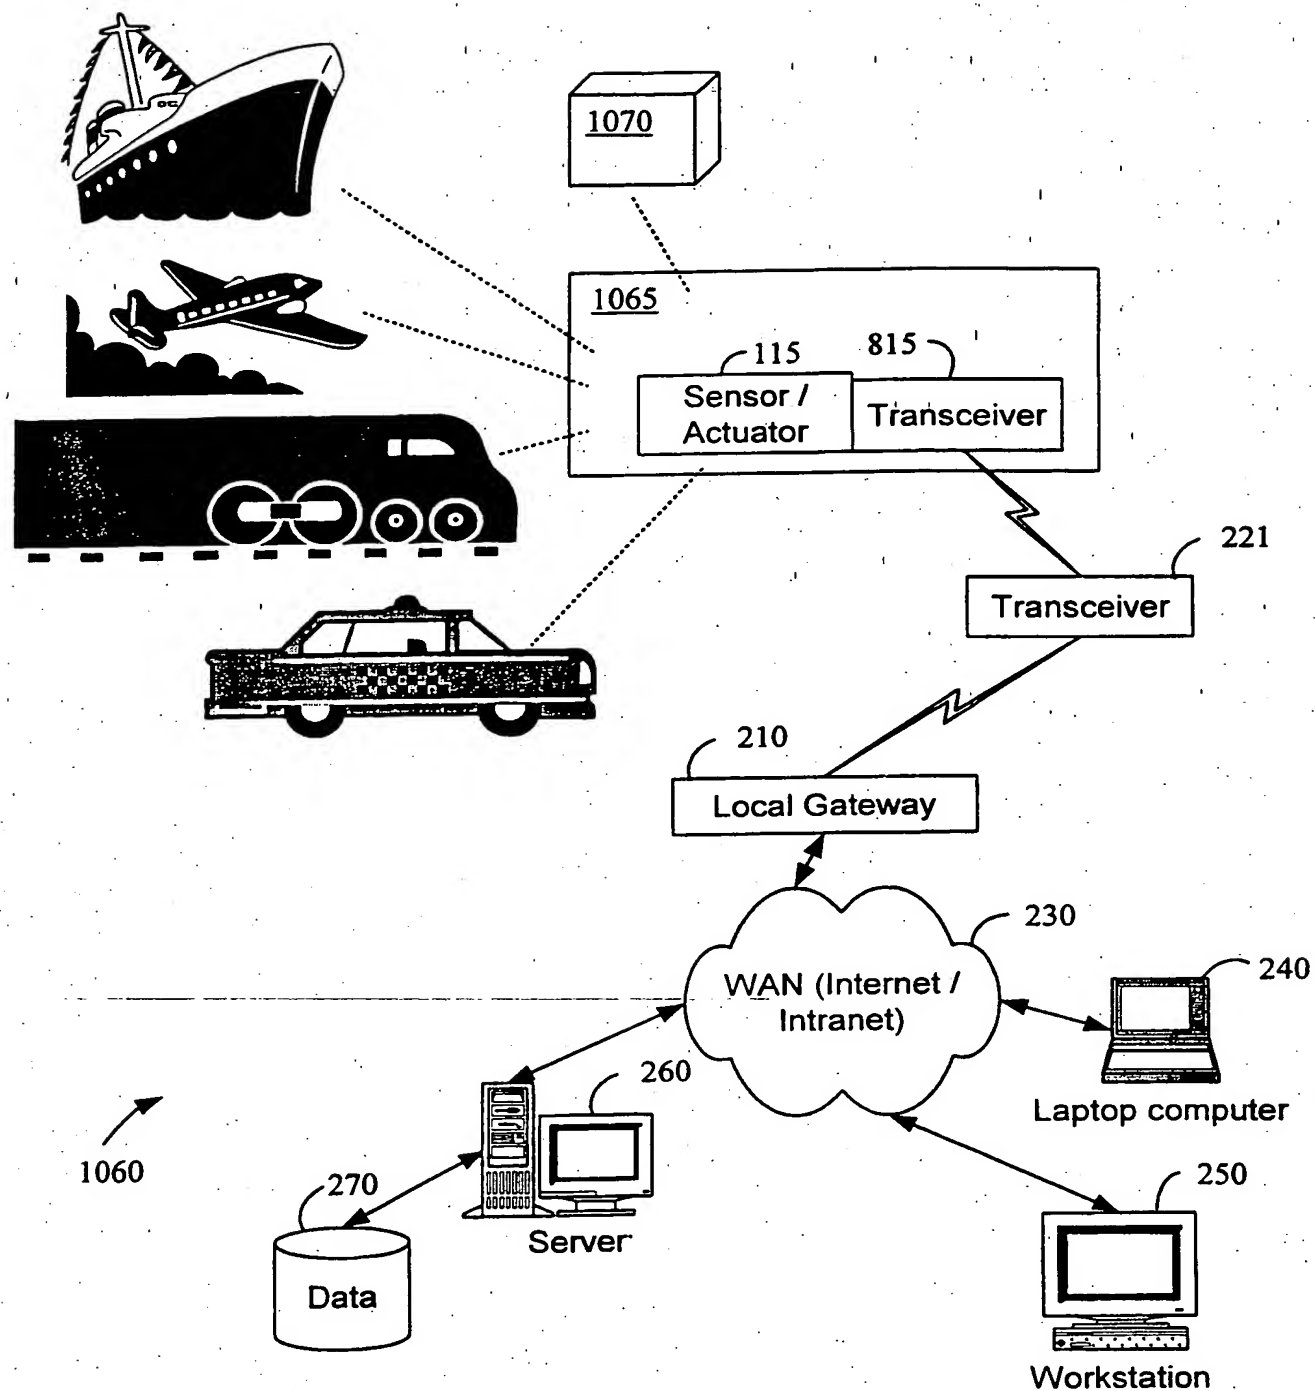 1070
1065
115
815
Sensor /
Actuator
Transceiver
221
Transceiver
210
Local Gateway
230
WAN (Internet /
Intranet)
240
Laptop computer
260
1060
270
Server
250
Data
Workstation